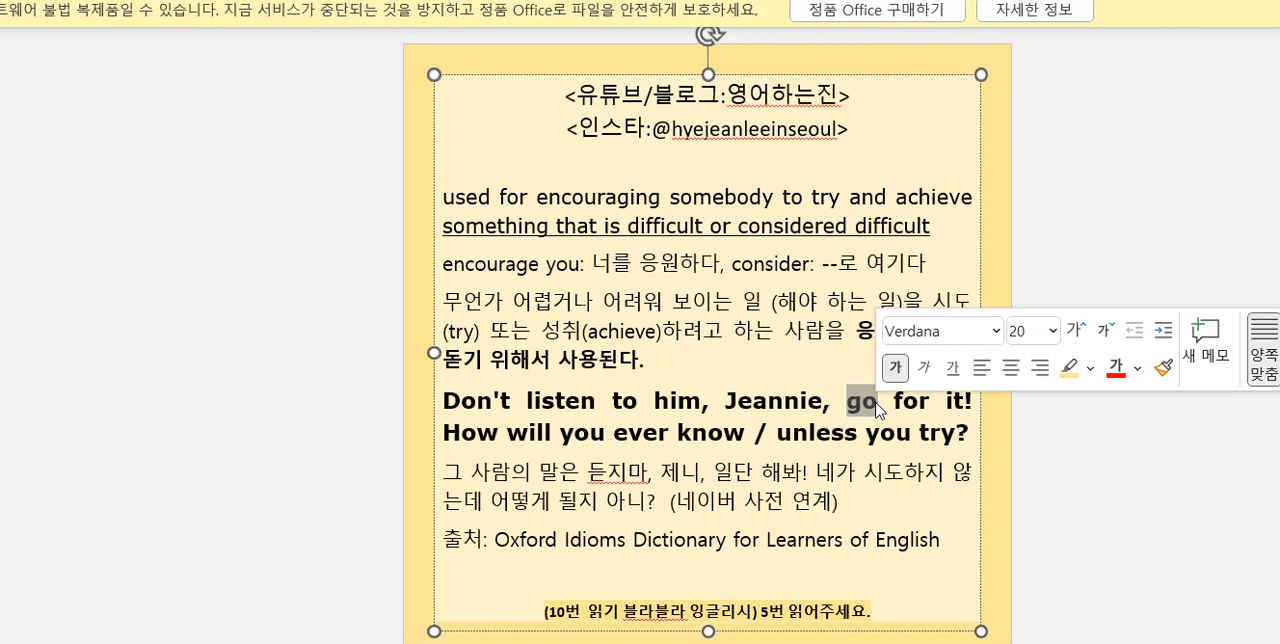 트웨어 불법 복제품일 수 있습니다. 지금 서비스가 중단되는 것을 방지하고 정품 Office로 파일을 안전하게 보호하세요. 정품 Office 구매하기 자세한 정보
<유튜브/블로그:영어하는진>
<인스타:@hyejeanleeinseoul>
used for encouraging somebody to try and achieve
something that is difficult or considered difficult
encourage you: 너를 응원하다, consider: --로 여기다
무언가 어렵거나 어려워 보이는 일 (해야 하는 일)을 시도
(try) 또는 성취(achieve)하려고 하는 사람을 응
돋기 위해서 사용된다.
Verdana 20 가 가 새 메모 양쪽 맞춤
가 가 가 가
Don't listen to him, Jeannie, go for it!
How will you ever know / unless you try?
그 사람의 말은 듣지마, 제니, 일단 해봐! 네가 시도하지 않
는데 어떻게 될지 아니? (네이버 사전 연계)
출처: Oxford Idioms Dictionary for Learners of English
(10번 읽기 블라블라 잉글리시) 5번 읽어주세요.